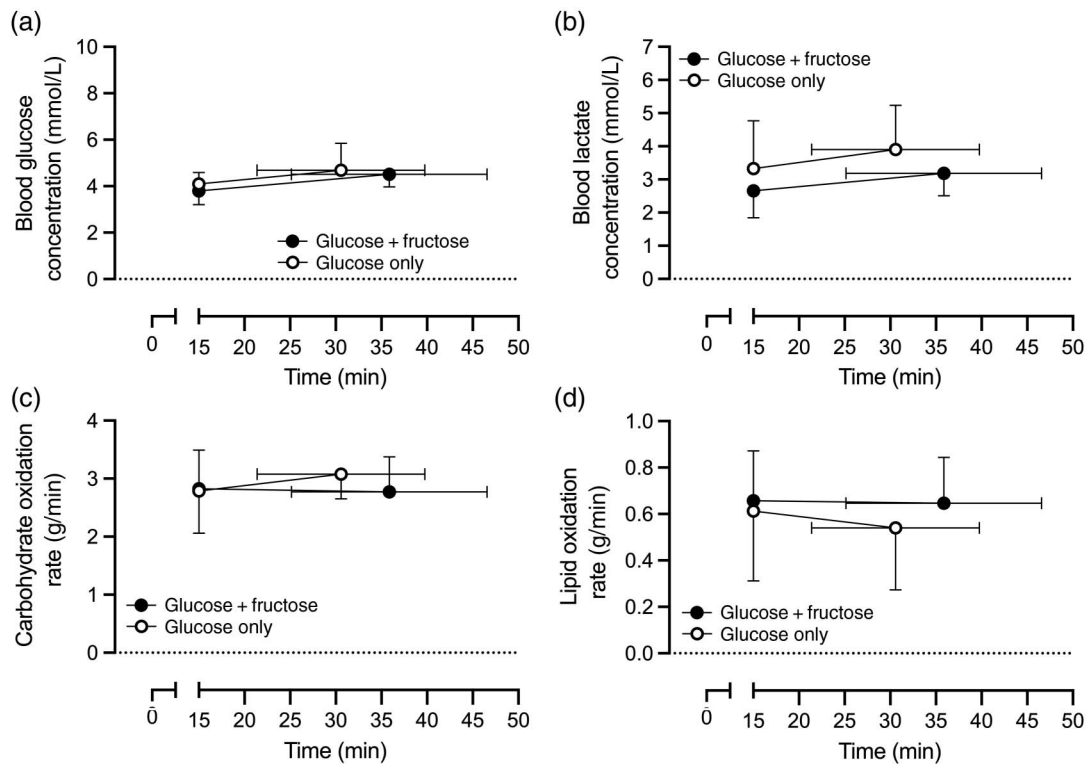 (a)
Blood glucose
concentration (mmol/L)
10
8
6
4
2
0
Glucose + fructose
Glucose only
0 15 20 25 30 35 40 45 50
Time (min)
(b)
Blood lactate
concentration (mmol/L)
7
6
5
4
3
2
1
0
Glucose + fructose
Glucose only
0 15 20 25 30 35 40 45 50
Time (min)
(c)
Carbohydrate oxidation
rate (g/min)
4
3
2
1
0
Glucose + fructose
Glucose only
0 15 20 25 30 35 40 45 50
Time (min)
(d)
Lipid oxidation
rate (g/min)
1.0
0.8
0.6
0.4
0.2
0.0
Glucose + fructose
Glucose only
0 15 20 25 30 35 40 45 50
Time (min)